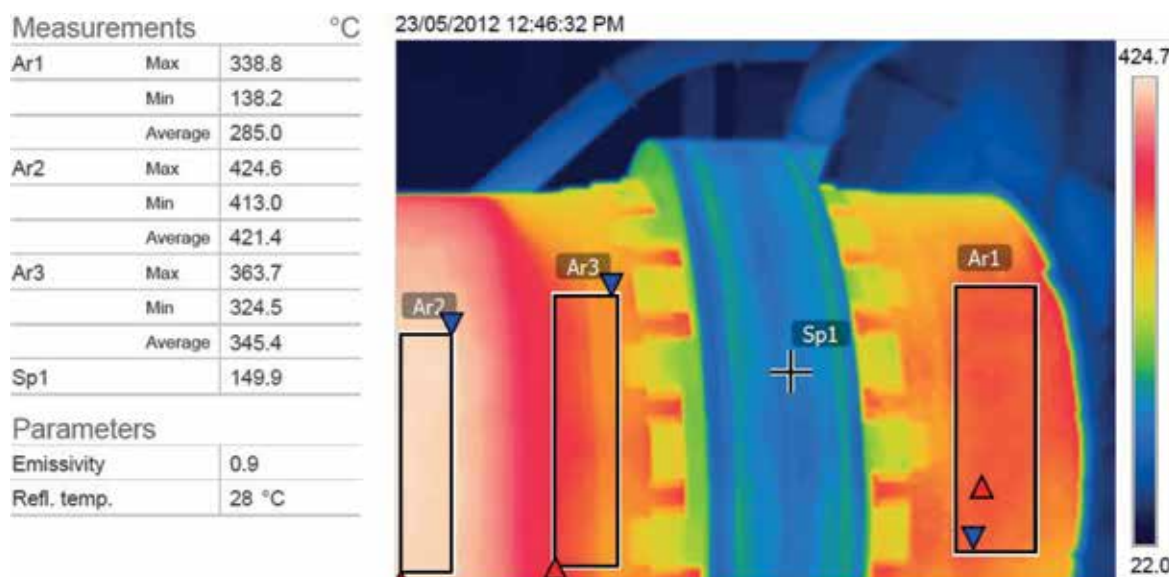 Measurements °C
Ar1 Max 338.8
Min 138.2
Average 285.0
Ar2 Max 424.6
Min 413.0
Average 421.4
Ar3 Max 363.7
Min 324.5
Average 345.4
Sp1 149.9
Parameters
Emissivity 0.9
Refl. temp. 28 °C
23/05/2012 12:46:32 PM
424.7
Ar1
Ar3
Ar2
Sp1
22.0